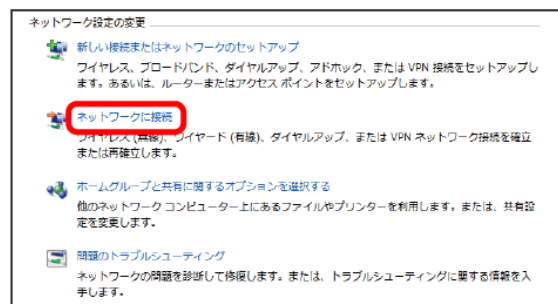 ネットワーク設定の変更
新しい接続またはネットワークのセットアップ
ワイヤレス、ブロードバンド、ダイヤルアップ、アドホック、または VPN 接続をセットアップし
ます。あるいは、ルーターまたはアクセス ポイントをセットアップします。
ネットワークに接続
ワイヤレス (無線)、ワイヤード (有線)、ダイヤルアップ、または VPN ネットワーク接続を確立
または再確立します。
ホームグループと共有に関するオプションを選択する
他のネットワーク コンピューター上にあるファイルやプリンターを利用します。または、共有設
定を変更します。
問題のトラブルシューティング
ネットワークの問題を診断して修復します。または、トラブルシューティングに関する情報を入
手します。